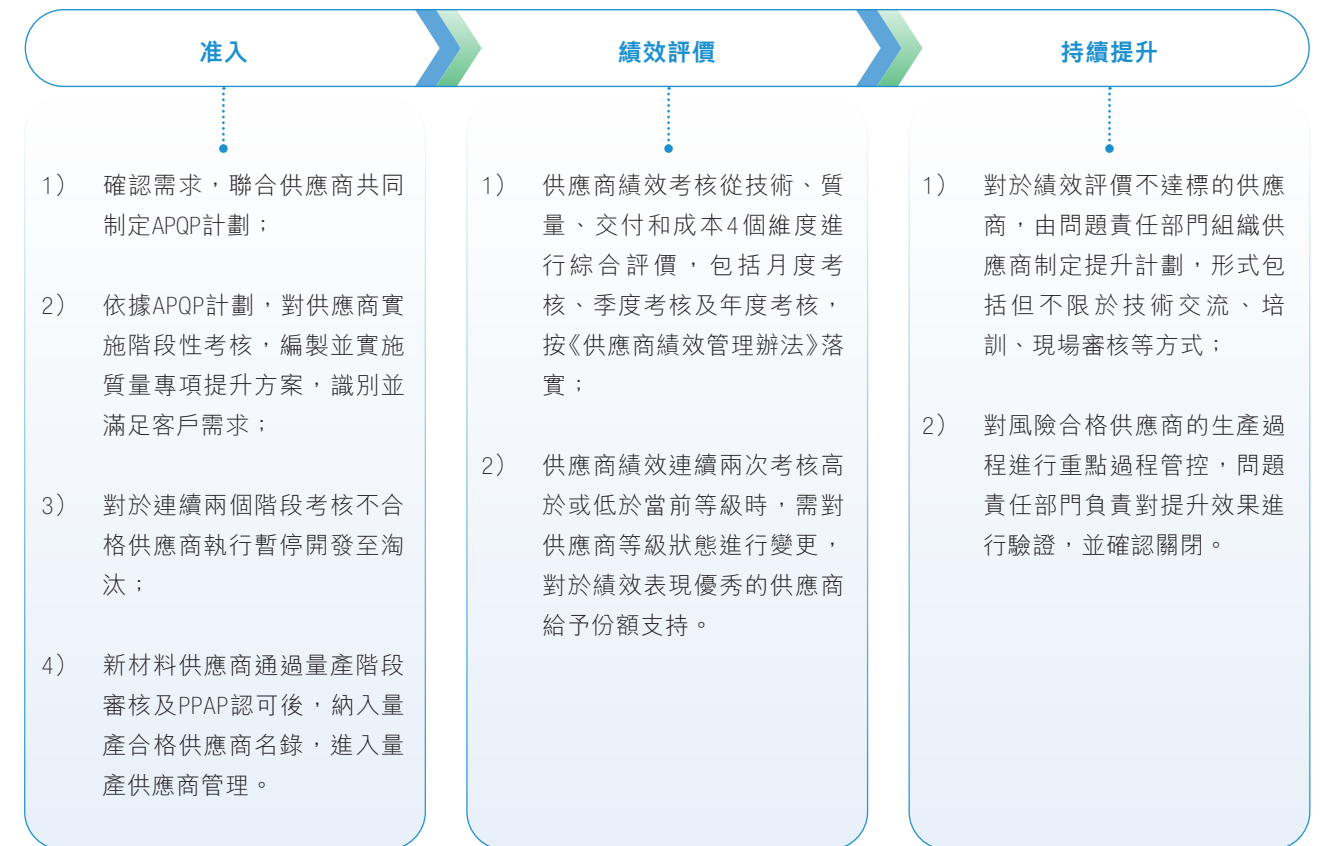 准入
績效評價
持續提升
1) 確認需求，聯合供應商共同
制定APQP計劃；
2) 依據APQP計劃，對供應商實
施階段性考核，編製並實施
質量專項提升方案，識別並
滿足客戶需求；
3) 對於連續兩個階段考核不合
格供應商執行暫停開發至淘
汰；
4) 新材料供應商通過量產階段
審核及PPAP認可後，納入量
產合格供應商名錄，進入量
產供應商管理。
1) 供應商績效考核從技術、質
量、交付和成本4個維度進
行綜合評價，包括月度考
核、季度考核及年度考核，
按《供應商績效管理辦法》落
實；
2) 供應商績效連續兩次考核高
於或低於當前等級時，需對
供應商等級狀態進行變更，
對於績效表現優秀的供應商
給予份額支持。
1) 對於績效評價不達標的供應
商，由問題責任部門組織供
應商制定提升計劃，形式包
括但不限於技術交流、培
訓、現場審核等方式；
2) 對風險合格供應商的生產過
程進行重點過程管控，問題
責任部門負責對提升效果進
行驗證，並確認關閉。